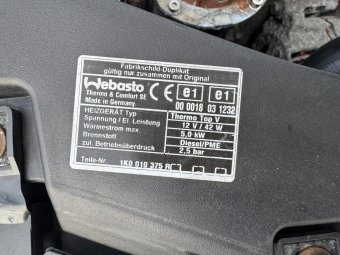 Fabrikschild-Duplikat
gültig nur zusammen mit Original
Webasto CE e1 e1
Thermo & Comfort SE 00 0018 03 1232
Made in Germany.
HEIZGERÄT Typ Thermo Top V
Spannung / El. Leistung 12 V / 42 W
Wärmestrom max 5,0 kW
Brennstoff Diesel/PME
zul. Betriebsüberdruck 2,5 bar
Teile-Nr. 1K0 010 375 R